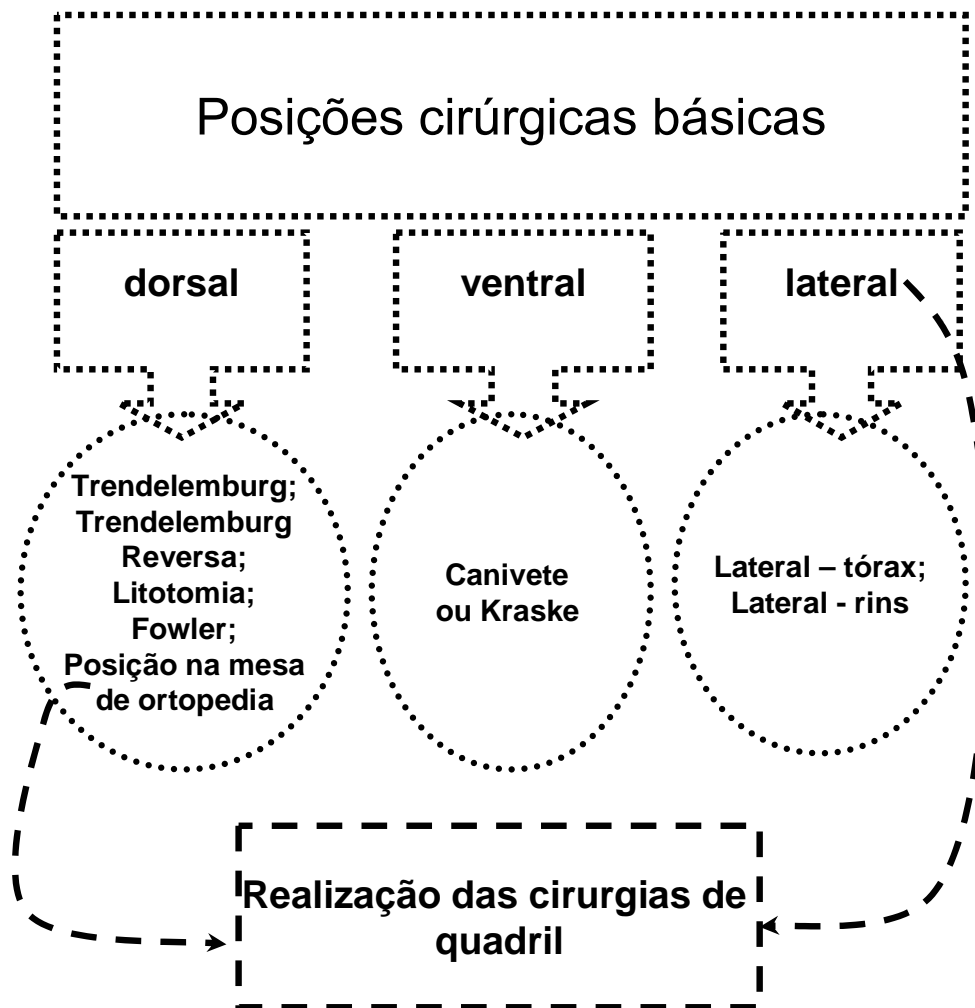 Posições cirúrgicas básicas
dorsal
ventral
lateral
Trendelemburg;
Trendelemburg
Reversa;
Litotomia;
Fowler;
Posição na mesa
de ortopedia
Canivete
ou Kraske
Lateral – tórax;
Lateral - rins
Realização das cirurgias de
quadril